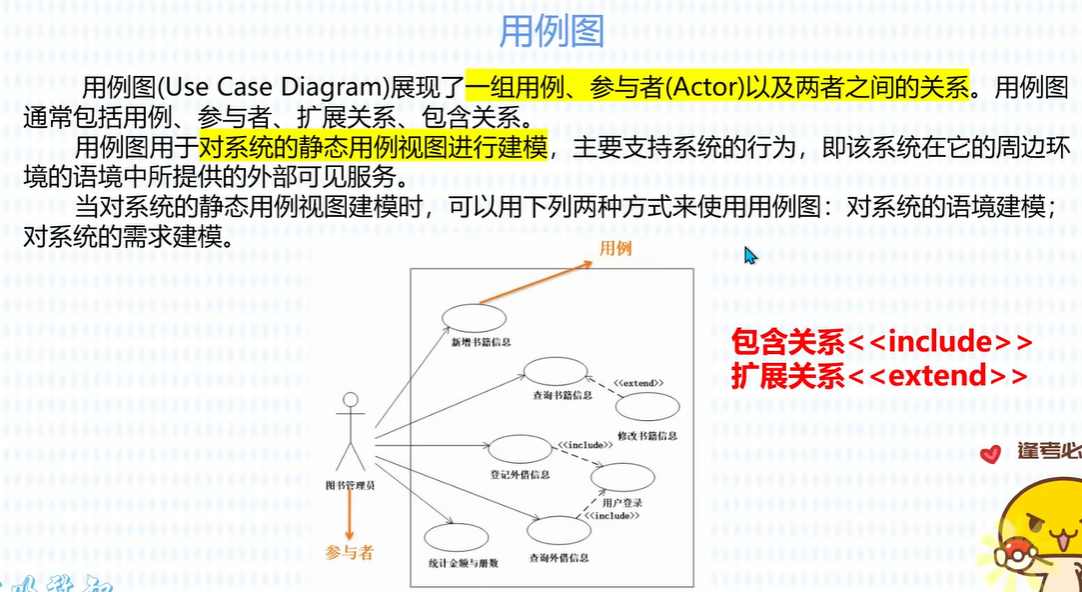 用例图
用例图(Use Case Diagram)展现了一组用例、参与者(Actor)以及两者之间的关系。用例图
通常包括用例、参与者、扩展关系、包含关系。
用例图用于对系统的静态用例视图进行建模，主要支持系统的行为，即该系统在它的周边环
境的语境中所提供的外部可见服务。
当对系统的静态用例视图建模时，可以用下列两种方式来使用用例图：对系统的语境建模；
对系统的需求建模。
用例
新增书籍信息
包含关系<<include>>
扩展关系<<extend>>
<<extend>>
查询书籍信息
修改书籍信息
<<include>>
登记外借信息
图书管理员
用户登录
<<include>>
参与者
查询外借信息
统计金额与册数
逢考必